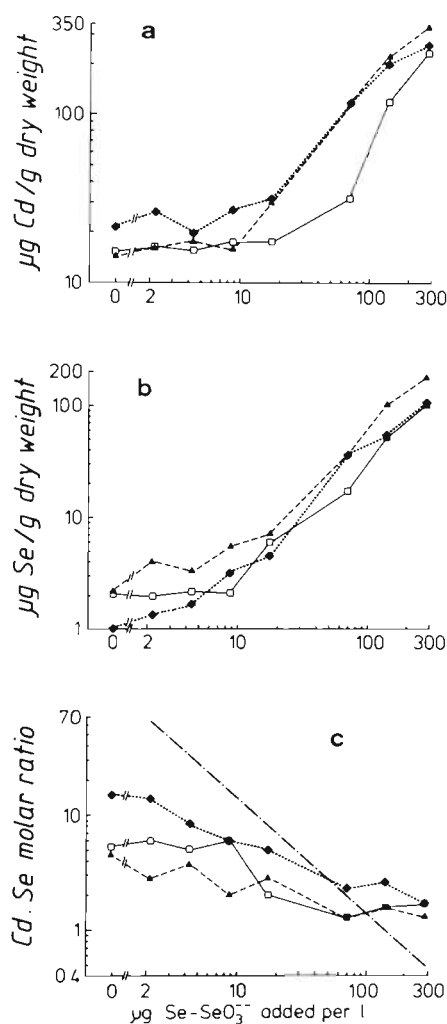 350
a
100
µg Cd/g dry weight
10
0 2 10 100 300
200
b
100
µg Se/g dry weight
10
1
0 2 10 100 300
70
c
Cd·Se molar ratio
10
1
0.4
0 2 10 100 300
µg Se-SeO₃⁻⁻ added per l